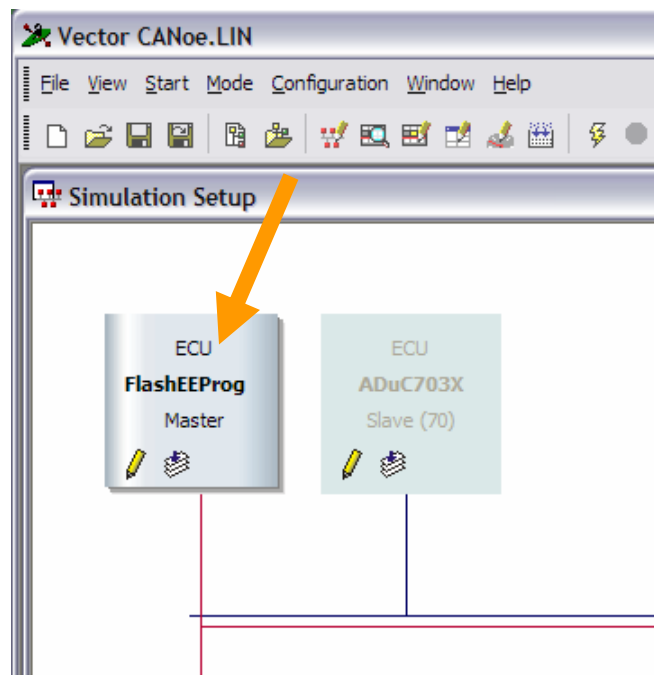 Vector CANoe.LIN
File View Start Mode Configuration Window Help
Simulation Setup
ECU
FlashEEProg
Master
ECU
ADuC703X
Slave (70)